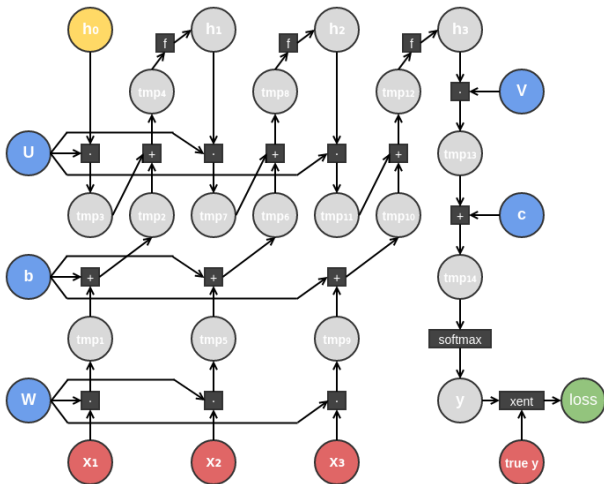 h₀
h₁
h₂
h₃
f
f
f
tmp₄
tmp₈
tmp₁₂
·
V
U
·
+
·
+
·
+
tmp₁₃
tmp₃
tmp₂
tmp₇
tmp₆
tmp₁₁
tmp₁₀
+
c
b
+
+
+
tmp₁₄
tmp₁
tmp₅
tmp₉
softmax
W
·
·
·
y
xent
loss
x₁
x₂
x₃
true y